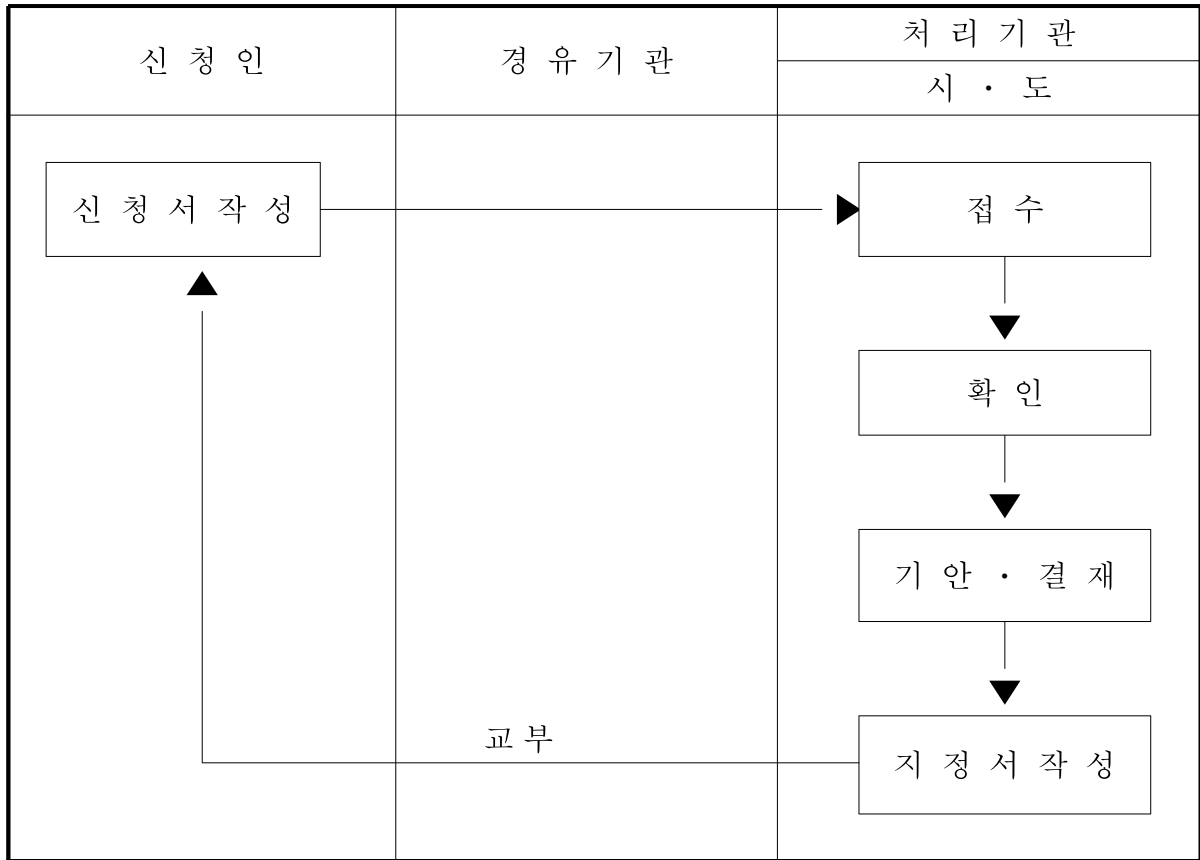 신 청 인
경 유 기 관
처 리 기 관
시 · 도
신 청 서 작 성
접 수
확 인
기 안 · 결 재
교 부
지 정 서 작 성